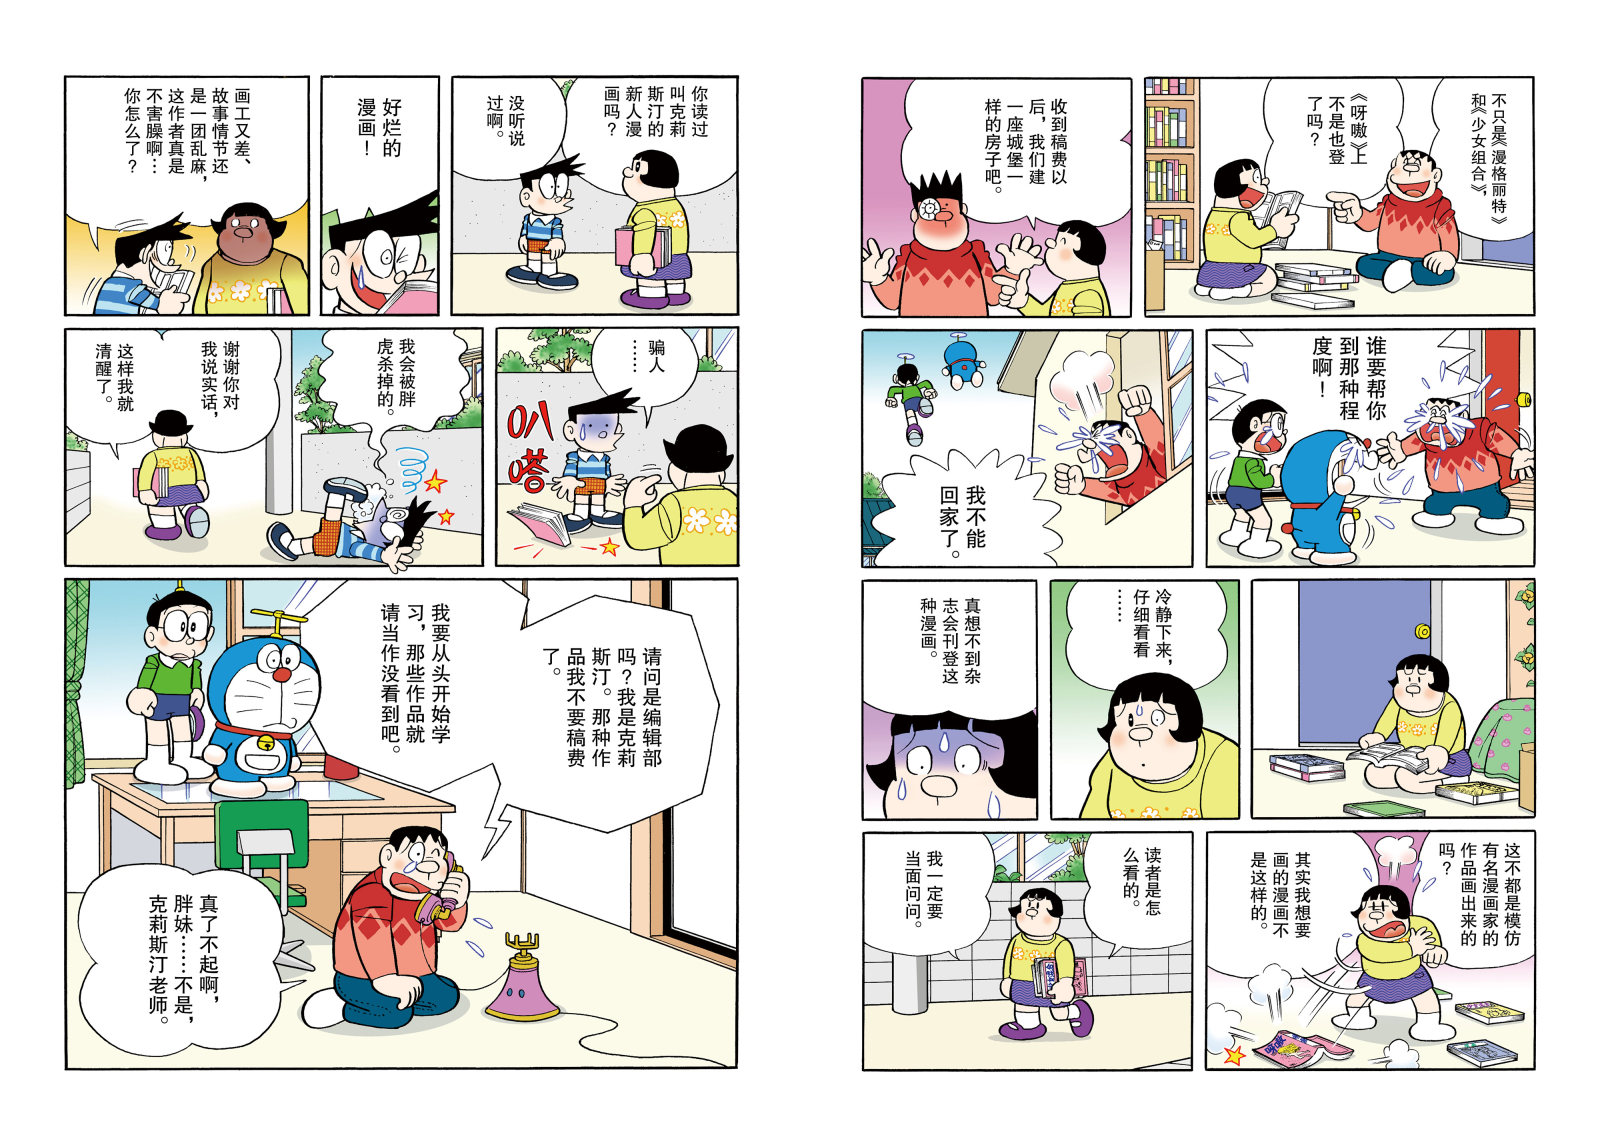 不只是《漫格丽特》
和《少女组合》,
《呀嗷》上
不是也登
了吗?
收到稿费以
后,我们建
一座城堡一
样的房子吧。
谁要帮你
到那种程
度啊!
我不能
回家了。
冷静下来,
仔细看看
……
真想不到杂
志会刊登这
种漫画。
这不都是模仿
有名漫画家的
作品画出来的
吗?
其实我想要
画的漫画不
是这样的。
读者是怎
么看的。
我一定要
当面问问。
你读过
叫克莉
斯汀的
新人漫
画吗?
没听说
过啊。
好烂的
漫画!
画工又差、
故事情节还
是一团乱麻,
这作者真是
不害臊啊…
你怎么了?
骗人
……
叭
嗒
我会被胖
虎杀掉的。
谢谢你对
我说实话,
这样我就
清醒了。
请问是编辑部
吗?我是克莉
斯汀。那种作
品我不要稿费
了。
我要从头开始学
习,那些作品就
请当作没看到吧。
真了不起啊,
胖妹……不是,
克莉斯汀老师。